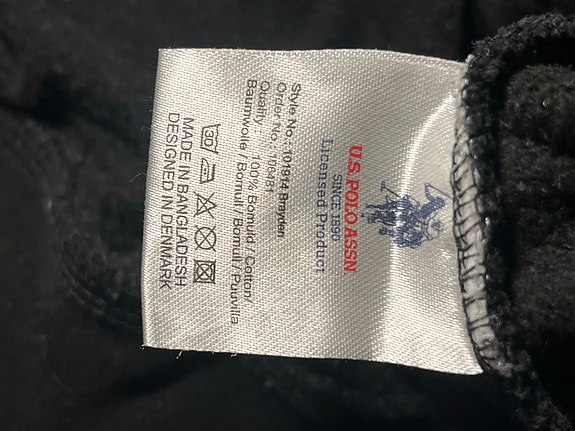 U.S. POLO ASSN
SINCE 1890
Licensed Product
Style No.: 101914 Brayden
Order No.: 106481
Quality:
100% Bomuld / Cotton/
Baumwolle / Bomull / Bomull / Puuvilla
MADE IN BANGLADESH
DESIGNED IN DENMARK